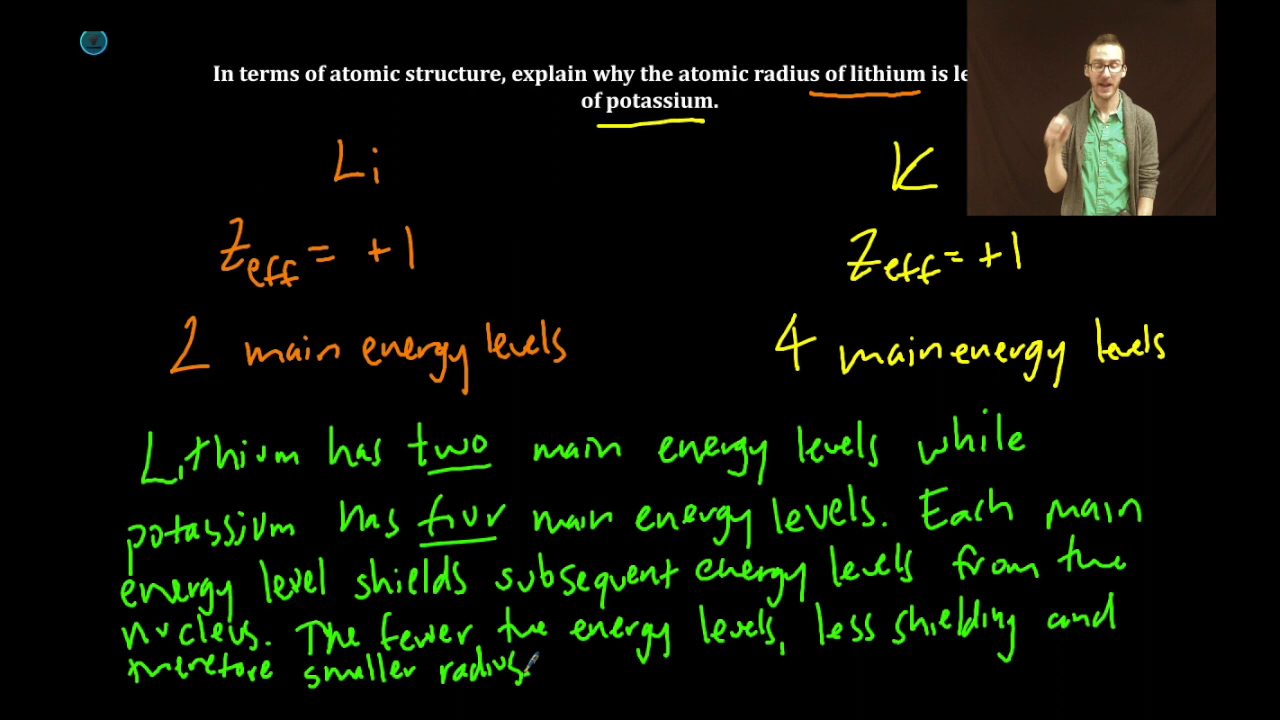 In terms of atomic structure, explain why the atomic radius of lithium is le
of potassium.
Li
K
Zeff = +1
Zeff = +1
2 main energy levels
4 main energy levels
Lithium has two main energy levels while
potassium has four main energy levels. Each main
energy level shields subsequent energy levels from the
nucleus. The fewer the energy levels, less shielding and
therefore smaller radius.